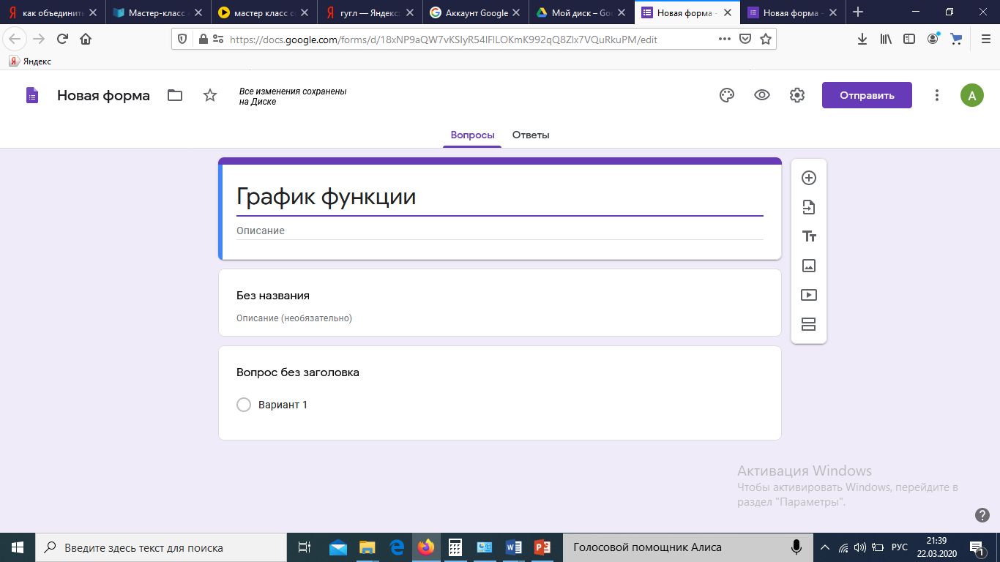 как объединить
Мастер-класс
мастер класс с
гугл — Яндекс:
Аккаунт Google
Мой диск – Goo
Новая форма -
Новая форма -
https://docs.google.com/forms/d/18xNP9aQW7vKSlyR54lFlLOKmK992qQ8Zlx7VQuRkuPM/edit
Яндекс
Новая форма
Все изменения сохранены
на Диске
Отправить
А
Вопросы
Ответы
График функции
Описание
Без названия
Описание (необязательно)
Вопрос без заголовка
Вариант 1
Активация Windows
Чтобы активировать Windows, перейдите в
раздел "Параметры".
Введите здесь текст для поиска
Голосовой помощник Алиса
РУС
21:39
22.03.2020
1